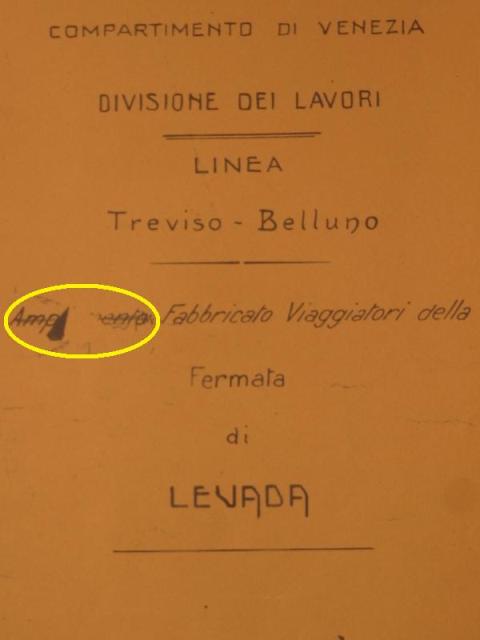 COMPARTIMENTO DI VENEZIA
DIVISIONE DEI LAVORI
LINEA
Treviso - Belluno
Fabbricato Viaggiatori della
Fermata
di
LEVADA